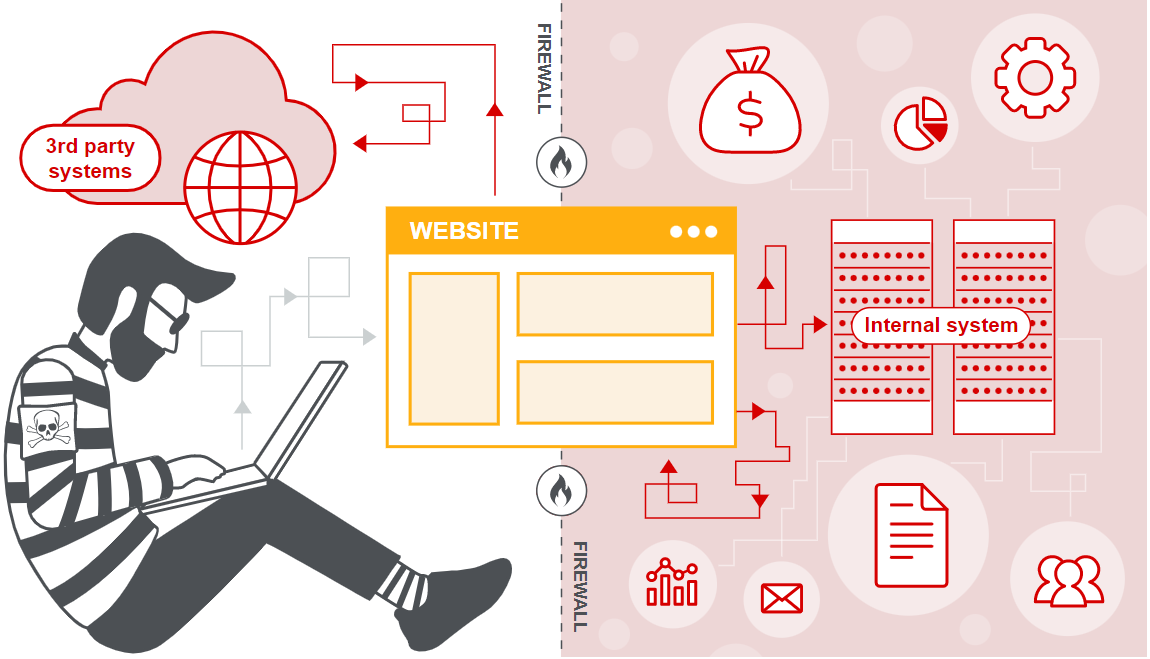 FIREWALL
3rd party
systems
WEBSITE
$
Internal system
FIREWALL